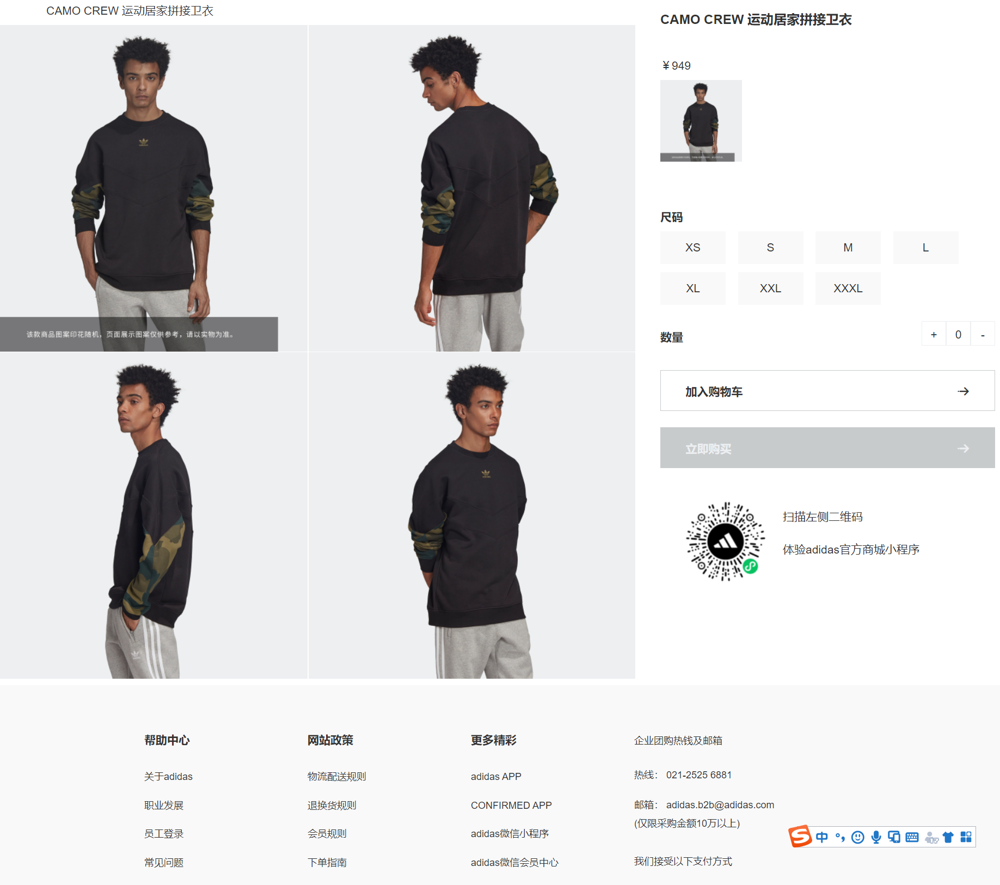 CAMO CREW 运动居家拼接卫衣
该款商品图案印花随机，页面展示图案仅供参考，请以实物为准。
CAMO CREW 运动居家拼接卫衣
￥949
尺码
XS S M L
XL XXL XXXL
数量
+ 0 -
加入购物车
立即购买
扫描左侧二维码
体验adidas官方商城小程序
帮助中心
关于adidas
职业发展
员工登录
常见问题
网站政策
物流配送规则
退换货规则
会员规则
下单指南
更多精彩
adidas APP
CONFIRMED APP
adidas微信小程序
adidas微信会员中心
企业团购热钱及邮箱
热线： 021-2525 6881
邮箱： adidas.b2b@adidas.com
(仅限采购金额10万以上)
我们接受以下支付方式
中